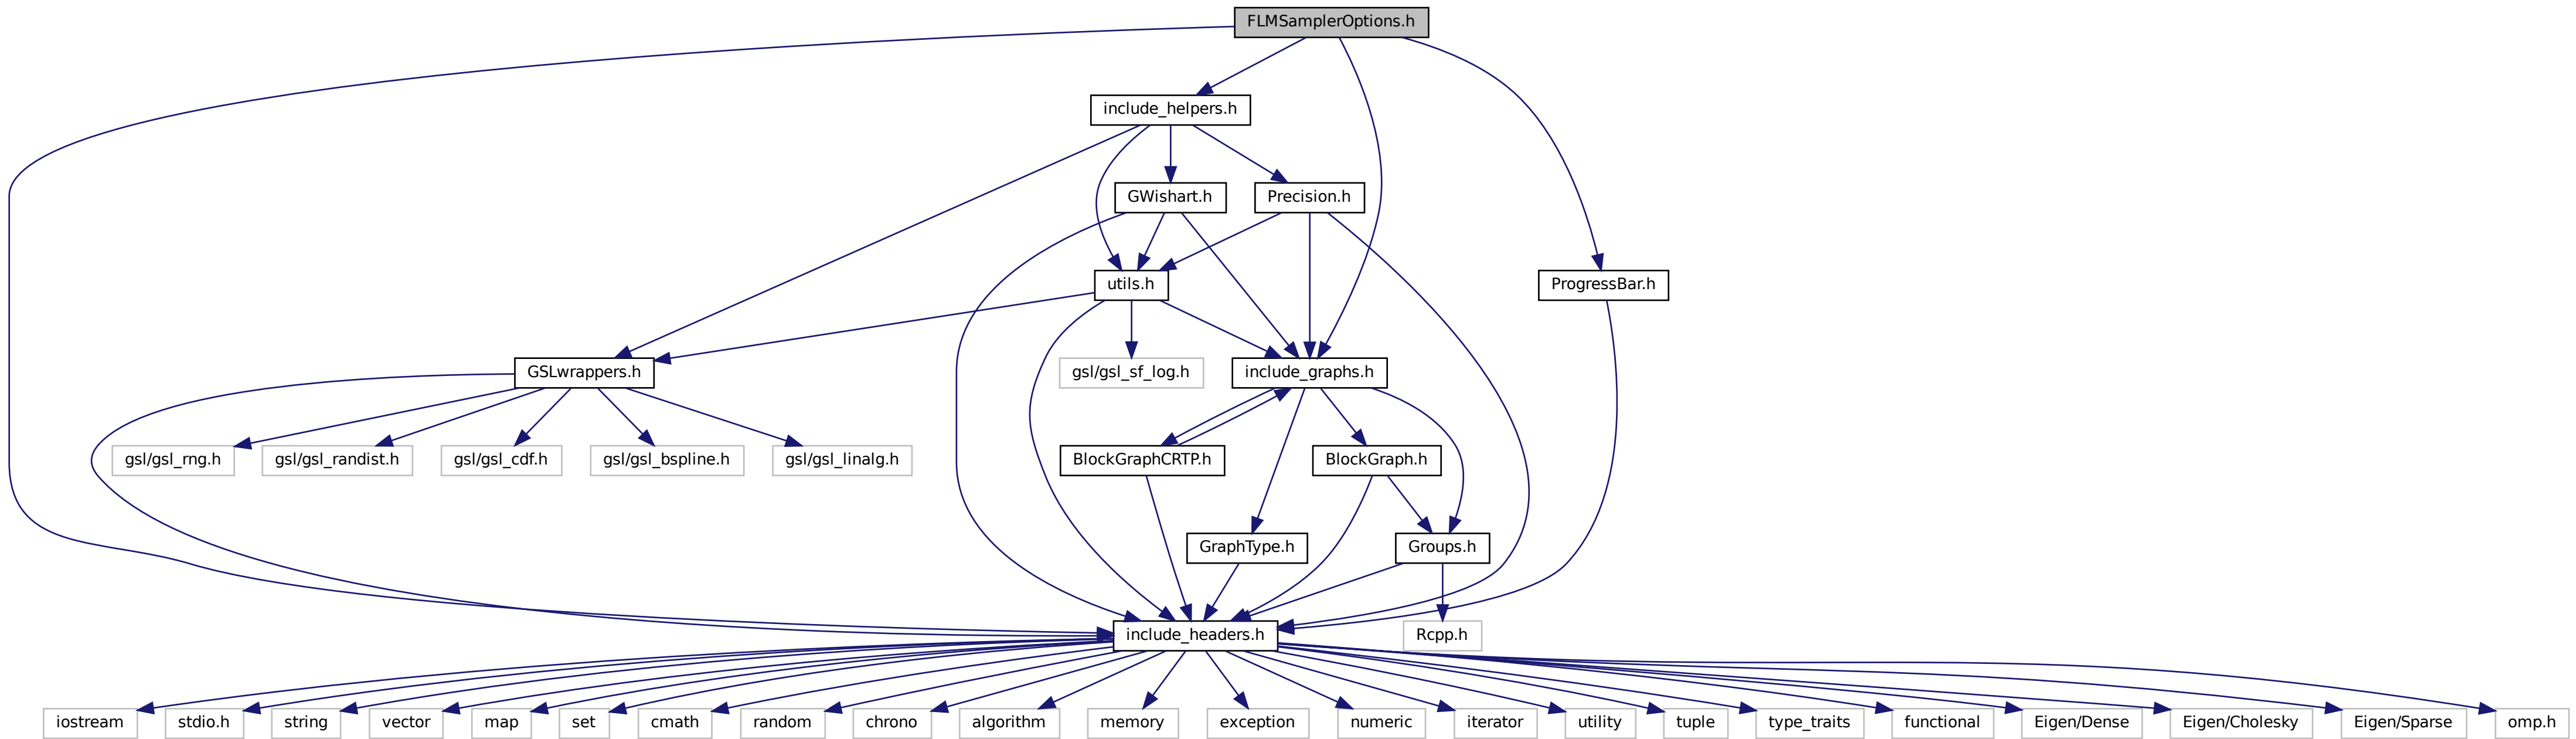 FLMSamplerOptions.h
include_helpers.h
GWishart.h
Precision.h
utils.h
ProgressBar.h
GSLwrappers.h
gsl/gsl_sf_log.h
include_graphs.h
gsl/gsl_rng.h
gsl/gsl_randist.h
gsl/gsl_cdf.h
gsl/gsl_bspline.h
gsl/gsl_linalg.h
BlockGraphCRTP.h
BlockGraph.h
GraphType.h
Groups.h
include_headers.h
Rcpp.h
iostream
stdio.h
string
vector
map
set
cmath
random
chrono
algorithm
memory
exception
numeric
iterator
utility
tuple
type_traits
functional
Eigen/Dense
Eigen/Cholesky
Eigen/Sparse
omp.h